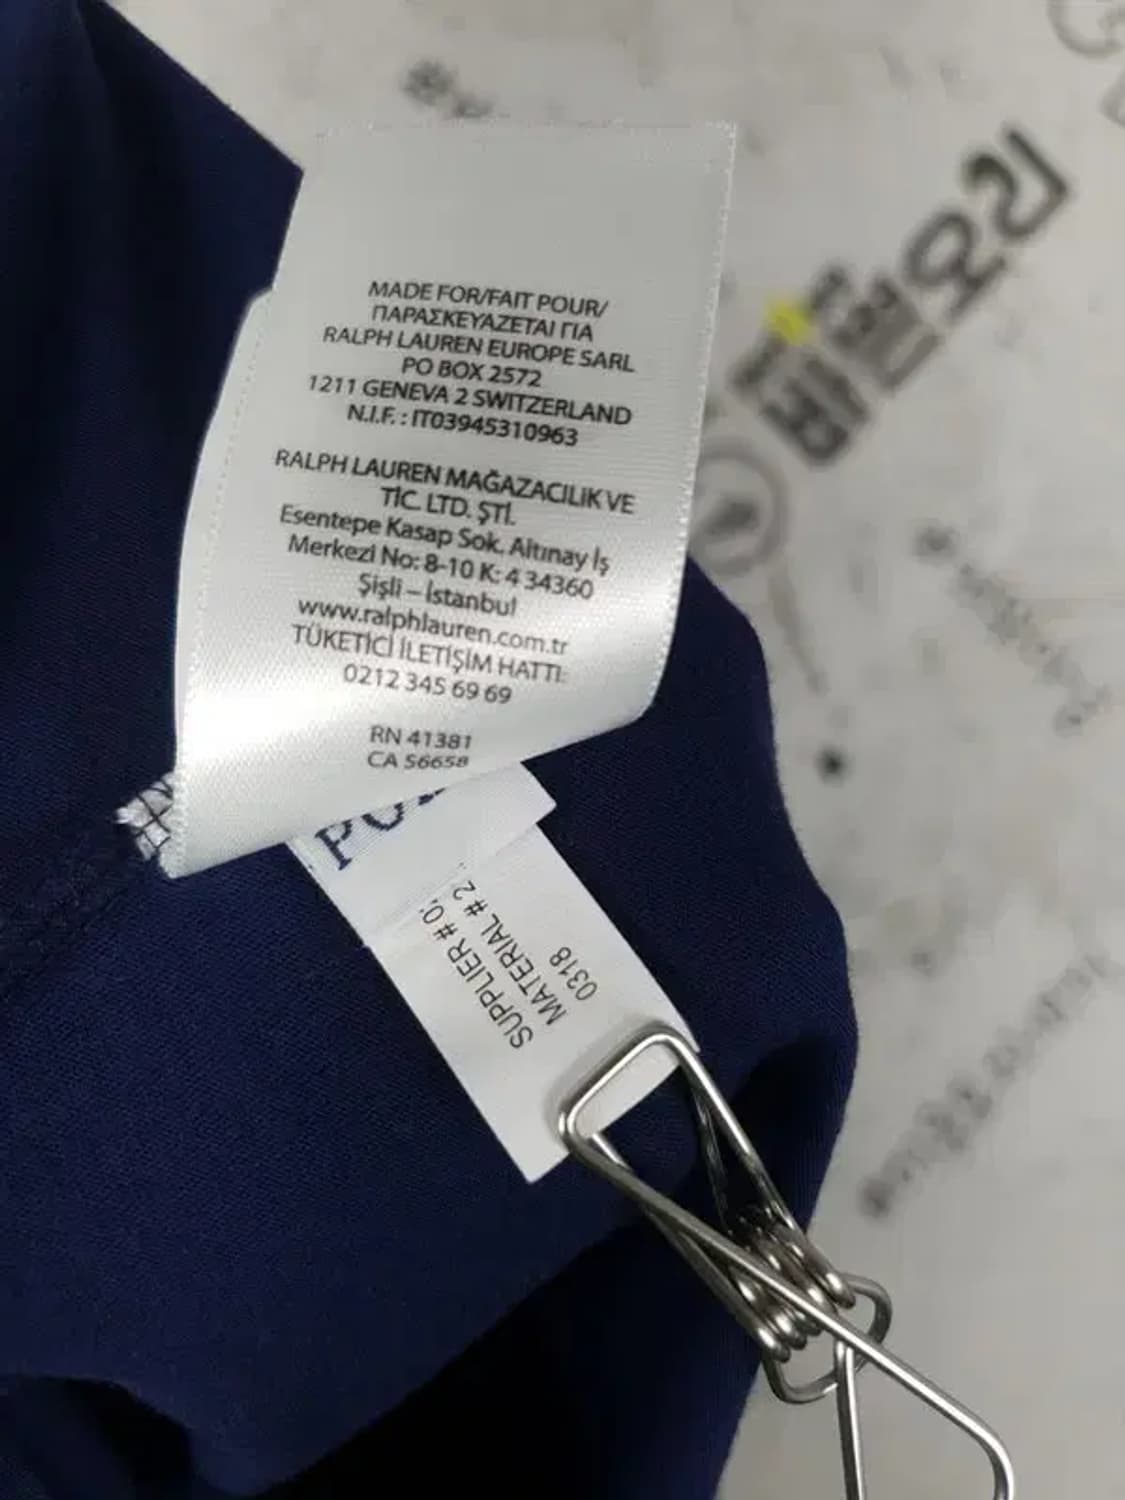 MADE FOR/FAIT POUR/
ΠΑΡΑΣΚΕΥΑΖΕΤΑΙ ΓΙΑ
RALPH LAUREN EUROPE SARL
PO BOX 2572
1211 GENEVA 2 SWITZERLAND
N.I.F. : IT03945310963
RALPH LAUREN MAĞAZACILIK VE
TİC. LTD. ŞTİ.
Esentepe Kasap Sok. Altınay İş
Merkezi No: 8-10 K: 4 34360
Şişli – İstanbul
www.ralphlauren.com.tr
TÜKETİCİ İLETİŞİM HATTI:
0212 345 69 69
RN 41381
CA 56658
SUPPLIER # 0
MATERIAL # 2
0318